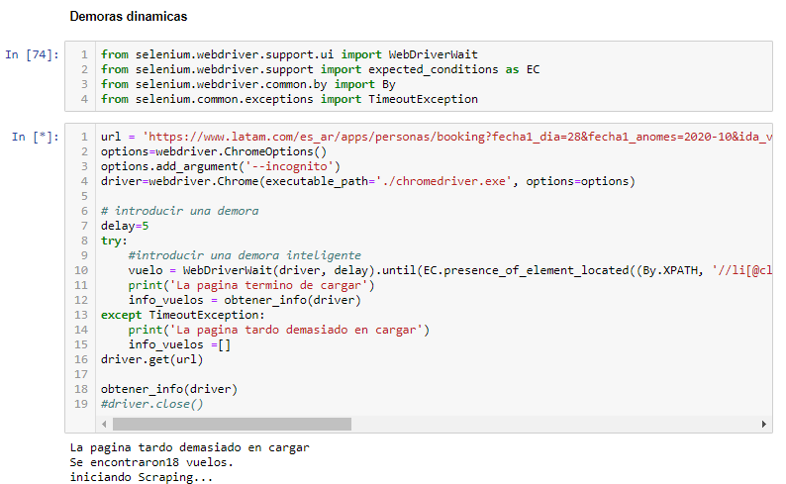 Demoras dinamicas
In [74]:
1 from selenium.webdriver.support.ui import WebDriverWait
2 from selenium.webdriver.support import expected_conditions as EC
3 from selenium.webdriver.common.by import By
4 from selenium.common.exceptions import TimeoutException
In [*]:
1 url = 'https://www.latam.com/es_ar/apps/personas/booking?fecha1_dia=28&fecha1_anomes=2020-10&ida_v
2 options=webdriver.ChromeOptions()
3 options.add_argument('--incognito')
4 driver=webdriver.Chrome(executable_path='./chromedriver.exe', options=options)
5
6 # introducir una demora
7 delay=5
8 try:
9     #introducir una demora inteligente
10     vuelo = WebDriverWait(driver, delay).until(EC.presence_of_element_located((By.XPATH, '//li[@cl
11     print('La pagina termino de cargar')
12     info_vuelos = obtener_info(driver)
13 except TimeoutException:
14     print('La pagina tardo demasiado en cargar')
15     info_vuelos =[]
16 driver.get(url)
17
18 obtener_info(driver)
19 #driver.close()
La pagina tardo demasiado en cargar
Se encontraron18 vuelos.
iniciando Scraping...